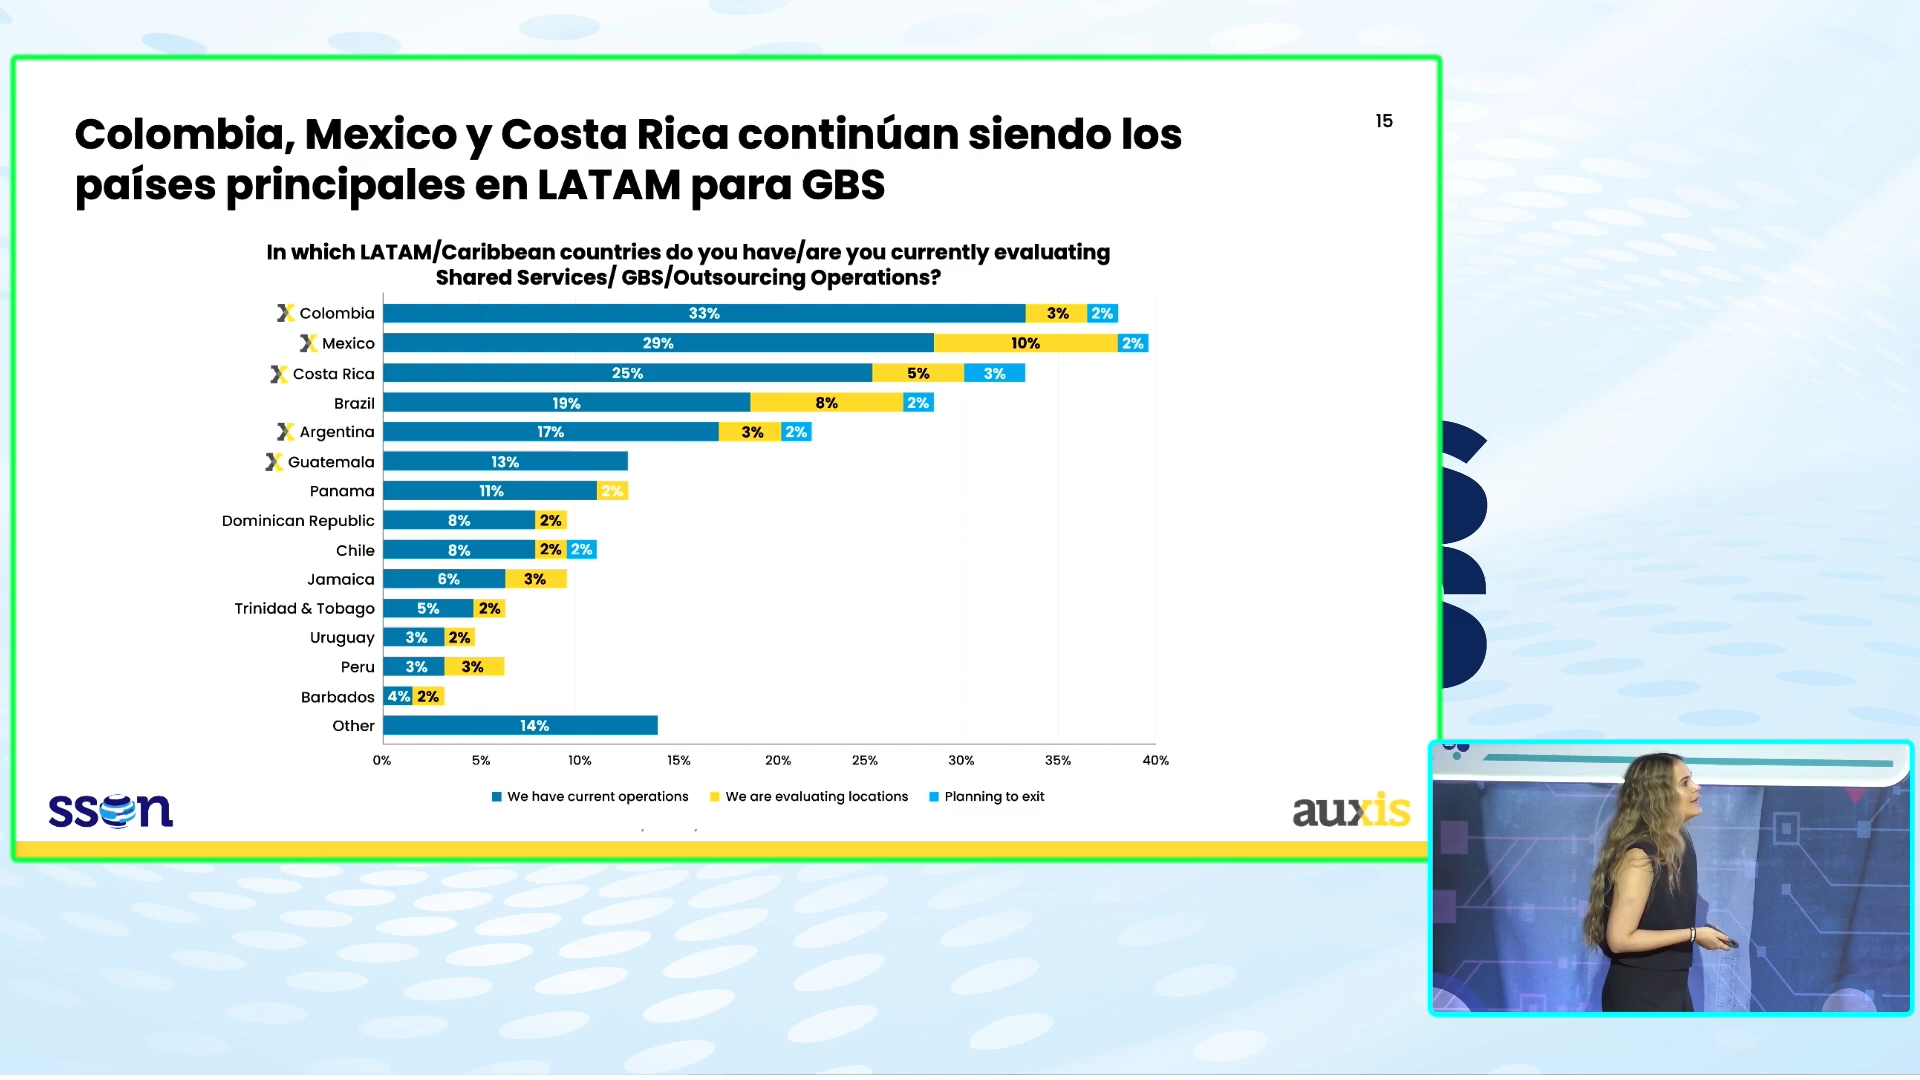 Colombia, Mexico y Costa Rica continúan siendo los
países principales en LATAM para GBS
15
In which LATAM/Caribbean countries do you have/are you currently evaluating
Shared Services/ GBS/Outsourcing Operations?
Colombia 33% 3% 2%
Mexico 29% 10% 2%
Costa Rica 25% 5% 3%
Brazil 19% 8% 2%
Argentina 17% 3% 2%
Guatemala 13%
Panama 11% 2%
Dominican Republic 8% 2%
Chile 8% 2% 2%
Jamaica 6% 3%
Trinidad & Tobago 5% 2%
Uruguay 3% 2%
Peru 3% 3%
Barbados 4% 2%
Other 14%
0% 5% 10% 15% 20% 25% 30% 35% 40%
We have current operations We are evaluating locations Planning to exit
sson
auxis